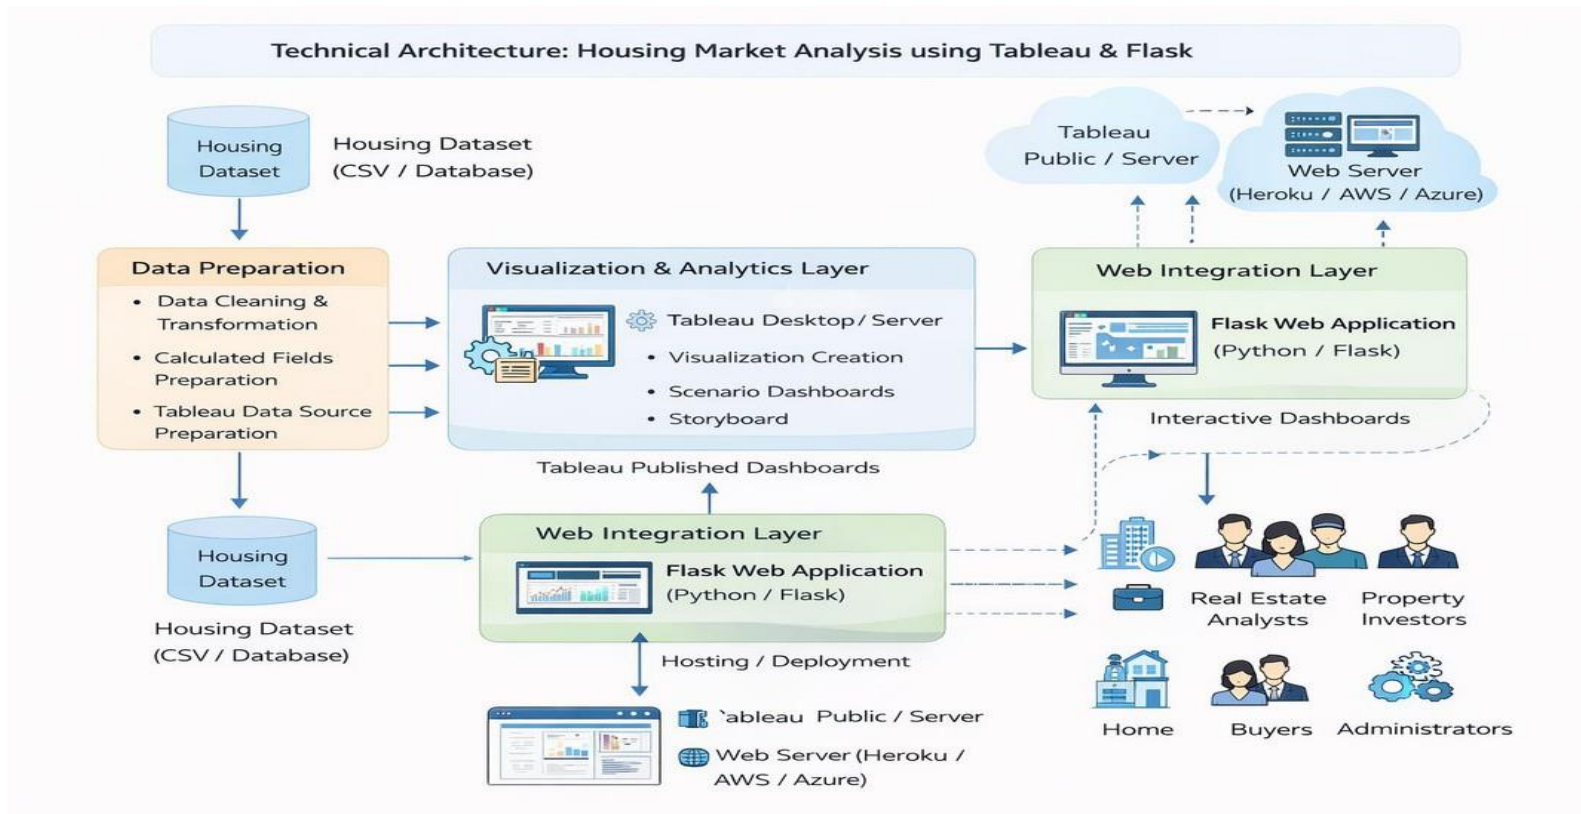 Technical Architecture: Housing Market Analysis using Tableau & Flask
Housing
Dataset
Housing Dataset
(CSV / Database)
Tableau
Public / Server
Web Server
(Heroku / AWS / Azure)
Data Preparation
• Data Cleaning &
Transformation
• Calculated Fields
Preparation
• Tableau Data Source
Preparation
Visualization & Analytics Layer
Tableau Desktop / Server
• Visualization Creation
• Scenario Dashboards
• Storyboard
Web Integration Layer
Flask Web Application
(Python / Flask)
Interactive Dashboards
Tableau Published Dashboards
Housing
Dataset
Housing Dataset
(CSV / Database)
Web Integration Layer
Flask Web Application
(Python / Flask)
Hosting / Deployment
`ableau Public / Server
Web Server (Heroku /
AWS / Azure)
Real Estate
Analysts
Property
Investors
Home
Buyers
Administrators